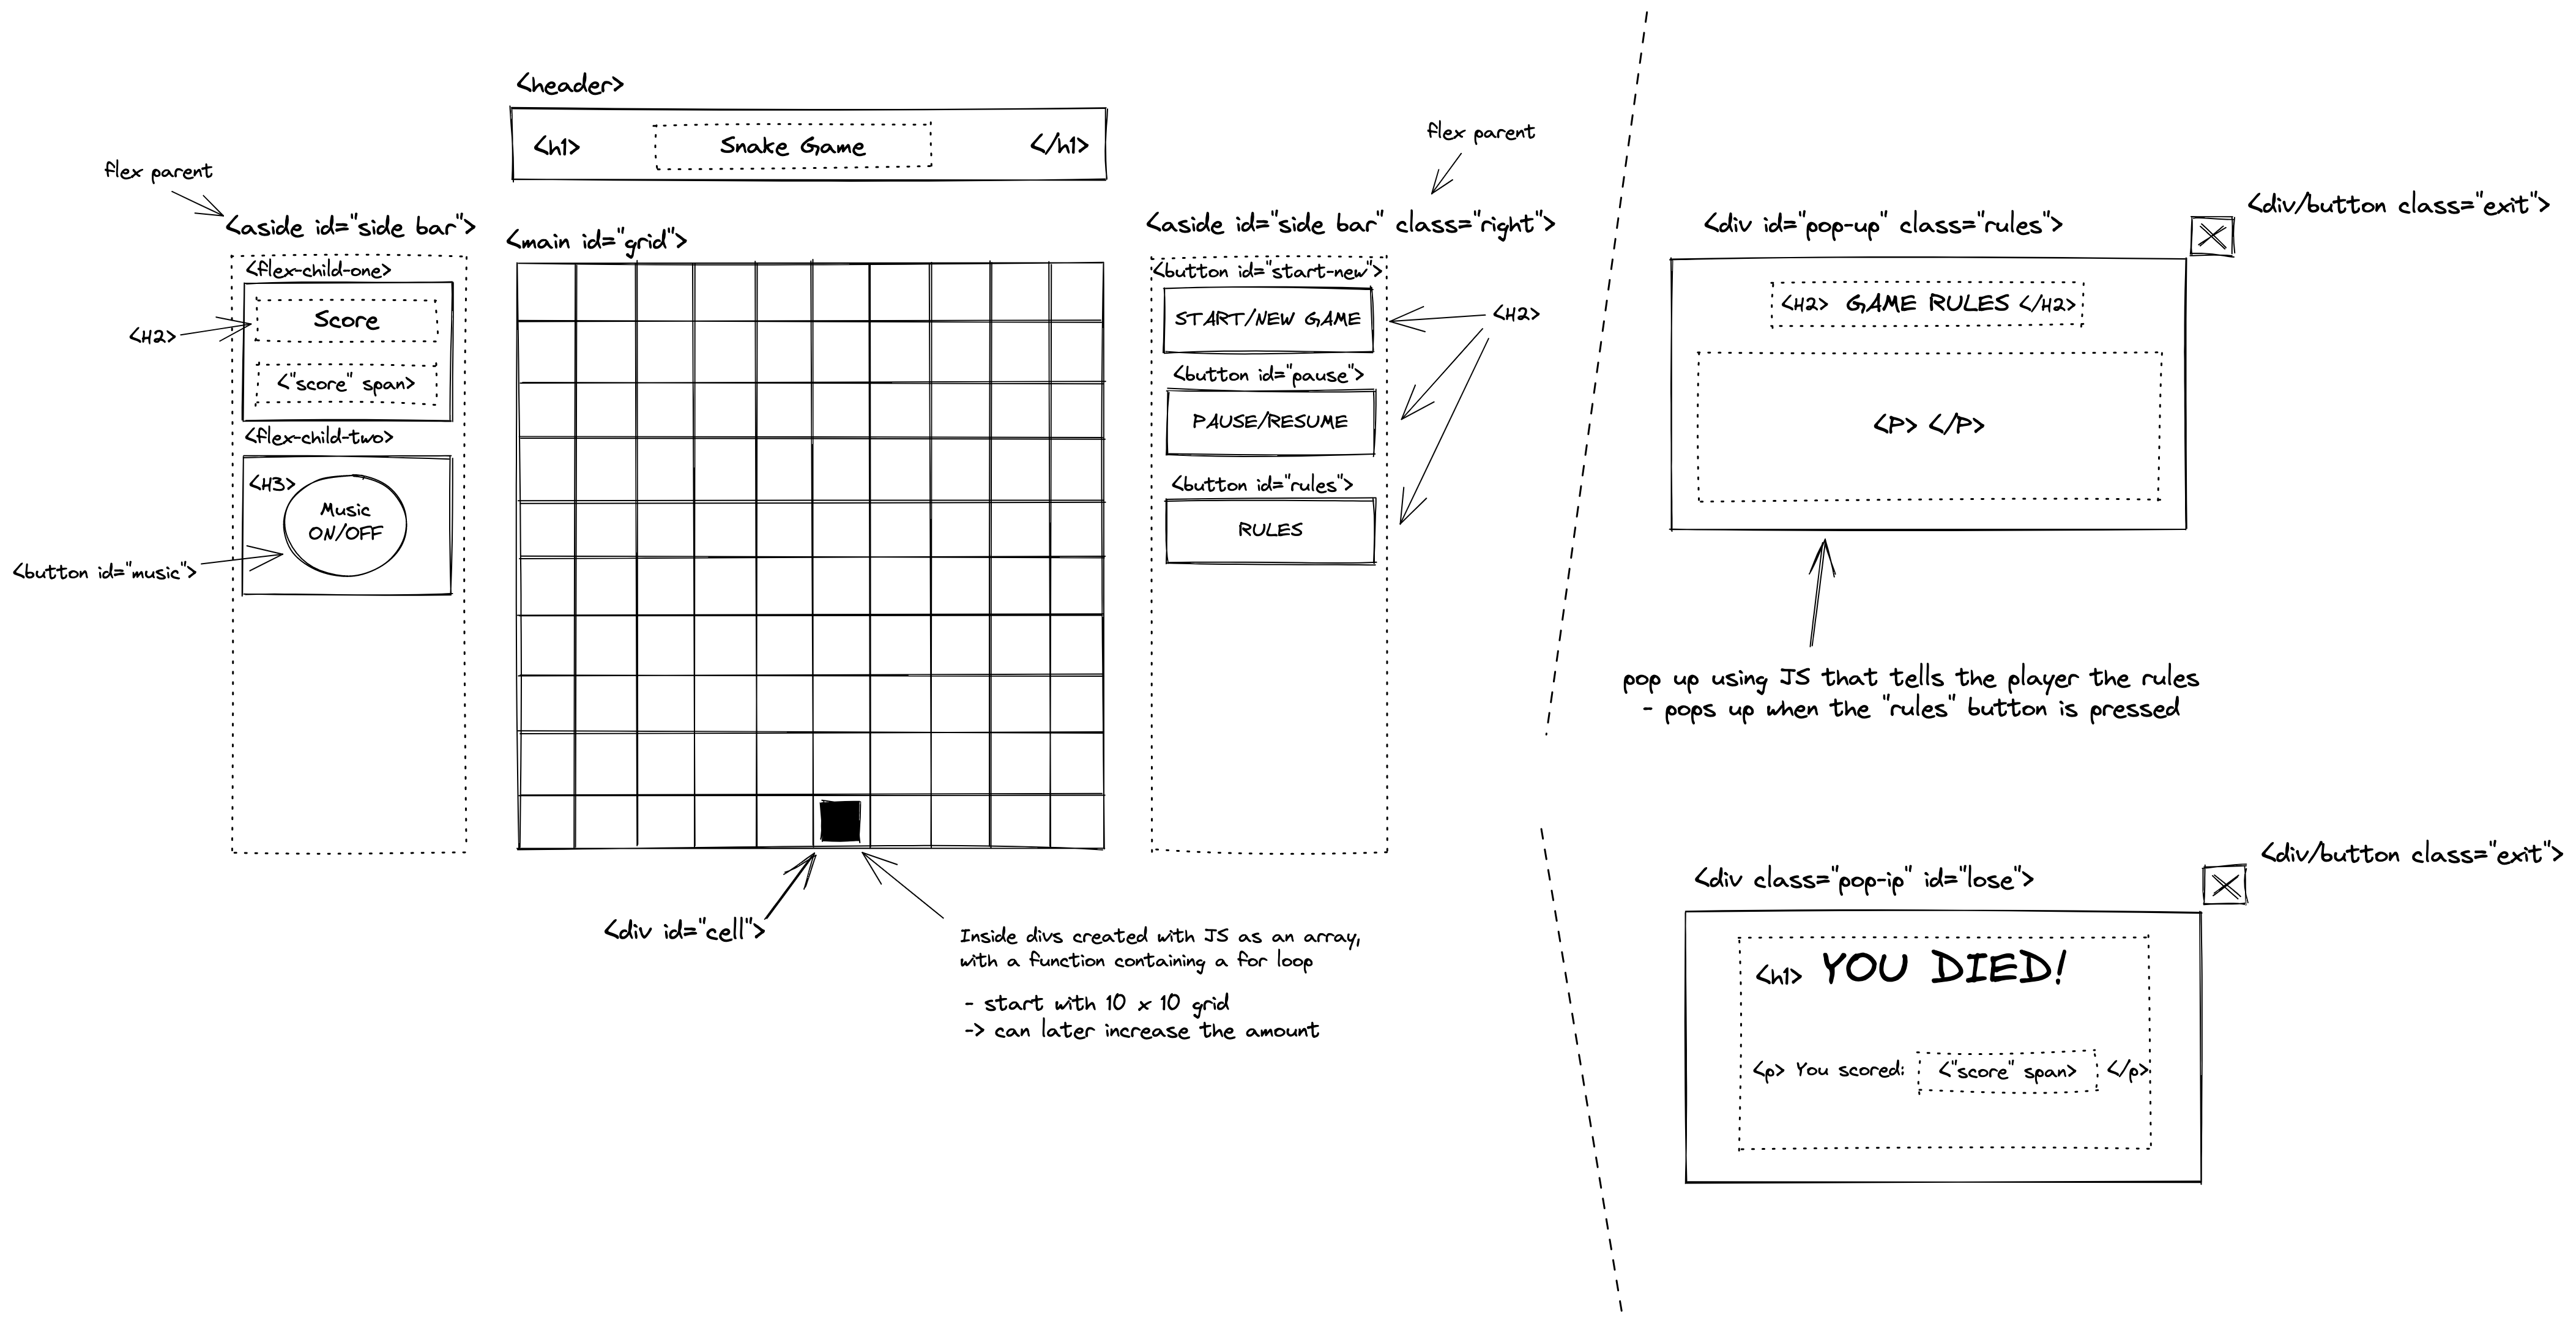 <header>
<h1>
Snake Game
</h1>
flex parent
<aside id="side bar">
<flex-child-one>
<H2>
Score
<"score" span>
<flex-child-two>
<H3>
Music
ON/OFF
<button id="music">
<main id="grid">
<div id="cell">
Inside divs created with JS as an array,
with a function containing a for loop
- start with 10 x 10 grid
-> can later increase the amount
flex parent
<aside id="side bar" class="right">
<button id="start-new">
START/NEW GAME
<H2>
<button id="pause">
PAUSE/RESUME
<button id="rules">
RULES
<div id="pop-up" class="rules">
<div/button class="exit">
<H2> GAME RULES </H2>
<P> </P>
pop up using JS that tells the player the rules
- pops up when the "rules" button is pressed
<div class="pop-ip" id="lose">
<div/button class="exit">
<h1> YOU DIED!
<p> You scored: <"score" span> </p>